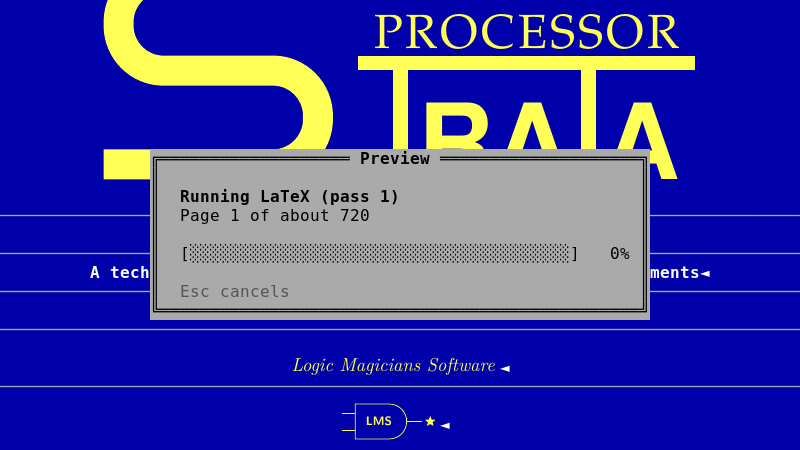 PROCESSOR
STRATA
Preview
Running LaTeX (pass 1)
Page 1 of about 720
[░░░░░░░░░░░░░░░░░░░░░░░░░░░░░░░░░░░░░░] 0%
A tech
ments◄
Esc cancels
Logic Magicians Software ◄
LMS ★ ◄